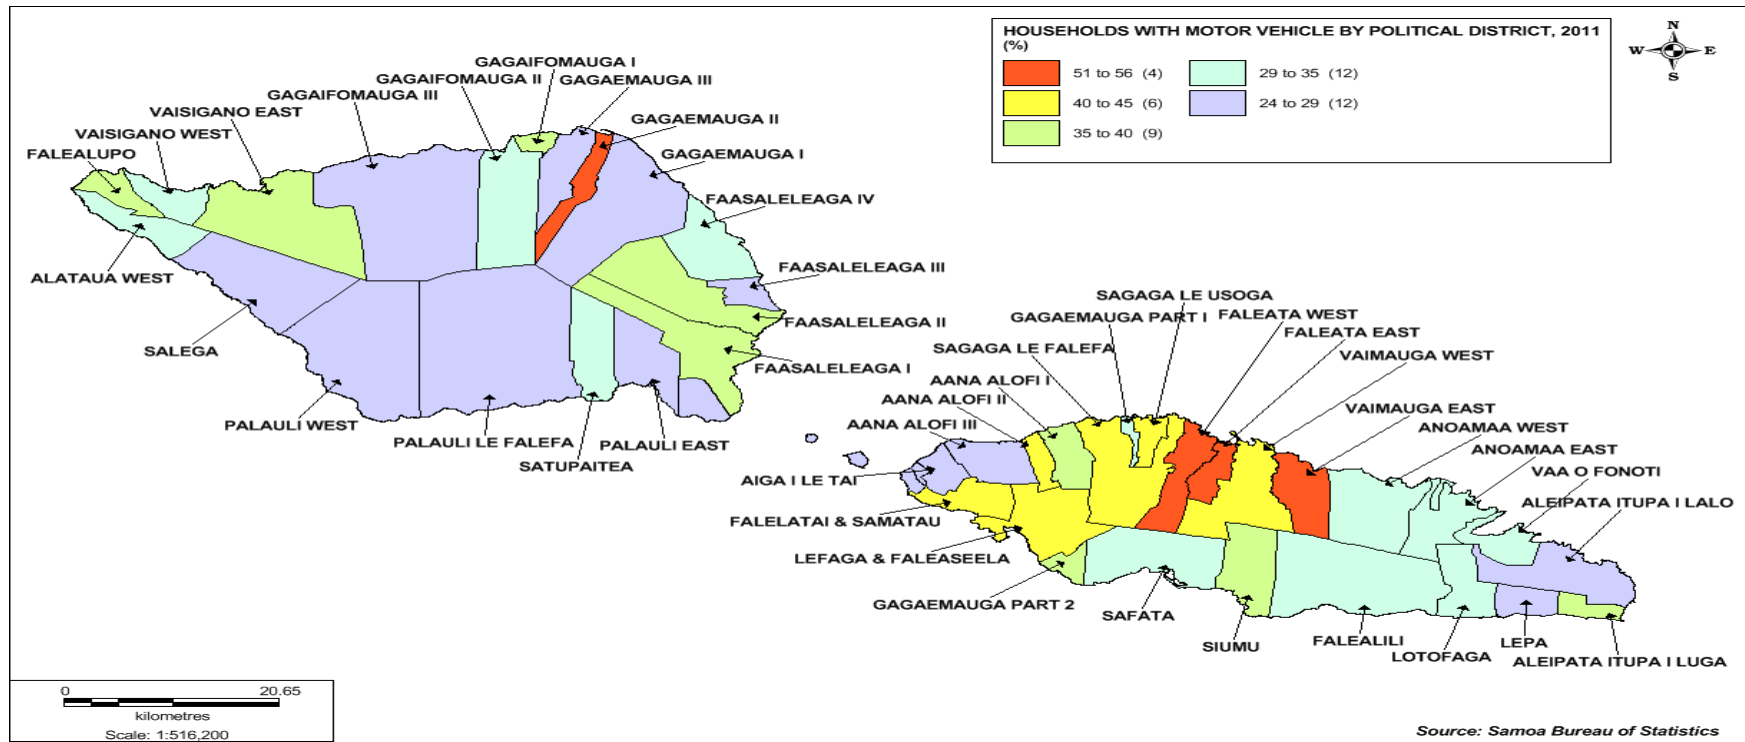 HOUSEHOLDS WITH MOTOR VEHICLE BY POLITICAL DISTRICT, 2011
(%)
51 to 56 (4)
29 to 35 (12)
40 to 45 (6)
24 to 29 (12)
35 to 40 (9)
N
W
E
S
GAGAIFOMAUGA I
GAGAIFOMAUGA II
GAGAEMAUGA III
GAGAIFOMAUGA III
VAISIGANO EAST
GAGAEMAUGA II
VAISIGANO WEST
FALEALUPO
GAGAEMAUGA I
FAASALELEAGA IV
ALATAUA WEST
FAASALELEAGA III
SALEGA
FAASALELEAGA II
FAASALELEAGA I
PALAULI WEST
PALAULI LE FALEFA
PALAULI EAST
SATUPAITEA
SAGAGA LE USOGA
GAGAEMAUGA PART I
FALEATA WEST
FALEATA EAST
SAGAGA LE FALEFA
VAIMAUGA WEST
AANA ALOFI I
AANA ALOFI II
VAIMAUGA EAST
AANA ALOFI III
ANOAMAA WEST
ANOAMAA EAST
VAA O FONOTI
AIGA I LE TAI
ALEIPATA ITUPA I LALO
FALELATAI & SAMATAU
LEFAGA & FALEASEELA
GAGAEMAUGA PART 2
SAFATA
SIUMU
FALEALILI
LOTOFAGA
LEPA
ALEIPATA ITUPA I LUGA
0
20.65
kilometres
Scale: 1:516,200
Source: Samoa Bureau of Statistics